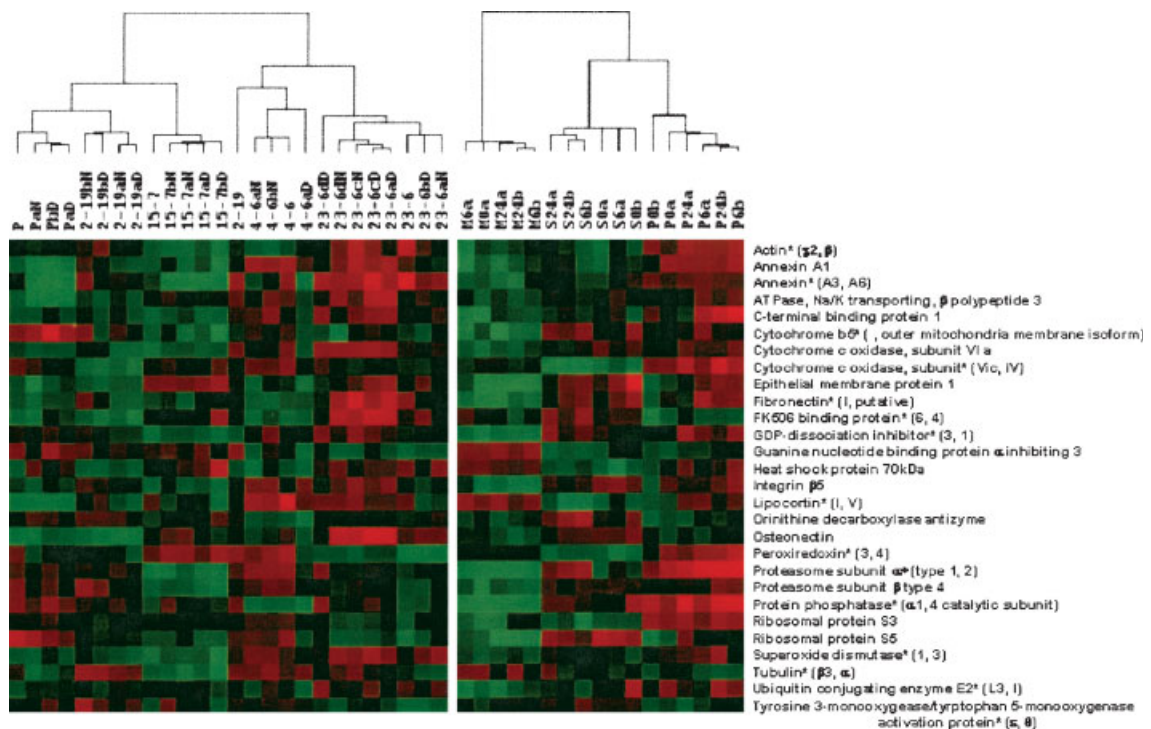 P
PaN
PbD
PaD
2-19bN
2-19bD
2-19aN
2-19aD
15-7
15-7bN
15-7aN
15-7aD
15-7bD
2-19
4-6aN
4-6bN
4-6
4-6aD
23-6dD
23-6dN
23-6cN
23-6cD
23-6aD
23-6
23-6bD
23-6aN
M6a
M0a
M24a
M24b
M6b
S24a
S24b
S6b
S0a
S6a
S0b
P0b
P0a
P24a
P6a
P24b
P6b
Actin* (ɣ2, β)
Annexin A1
Annexin* (A3, A6)
ATPase, Na/K transporting, β polypeptide 3
C-terminal binding protein 1
Cytochrome b5* ( , outer mitochondria membrane isoform)
Cytochrome c oxidase, subunit VI a
Cytochrome c oxidase, subunit* (Vic, IV)
Epithelial membrane protein 1
Fibronectin* (I, putative)
FK506 binding protein* (6, 4)
GDP-dissociation inhibitor* (3, 1)
Guanine nucleotide binding protein α inhibiting 3
Heat shock protein 70kDa
Integrin β5
Lipocortin* (I, V)
Orinithine decarboxylase antizyme
Osteonectin
Peroxiredoxin* (3, 4)
Proteasome subunit α* (type 1, 2)
Proteasome subunit β type 4
Protein phosphatase* (α1, 4 catalytic subunit)
Ribosomal protein S3
Ribosomal protein S5
Superoxide dismutase* (1, 3)
Tubulin* (β3, α)
Ubiquitin conjugating enzyme E2* (L3, I)
Tyrosine 3-monooxygease/tyrptophan 5-monooxygenase
activation protein* (ε, θ)